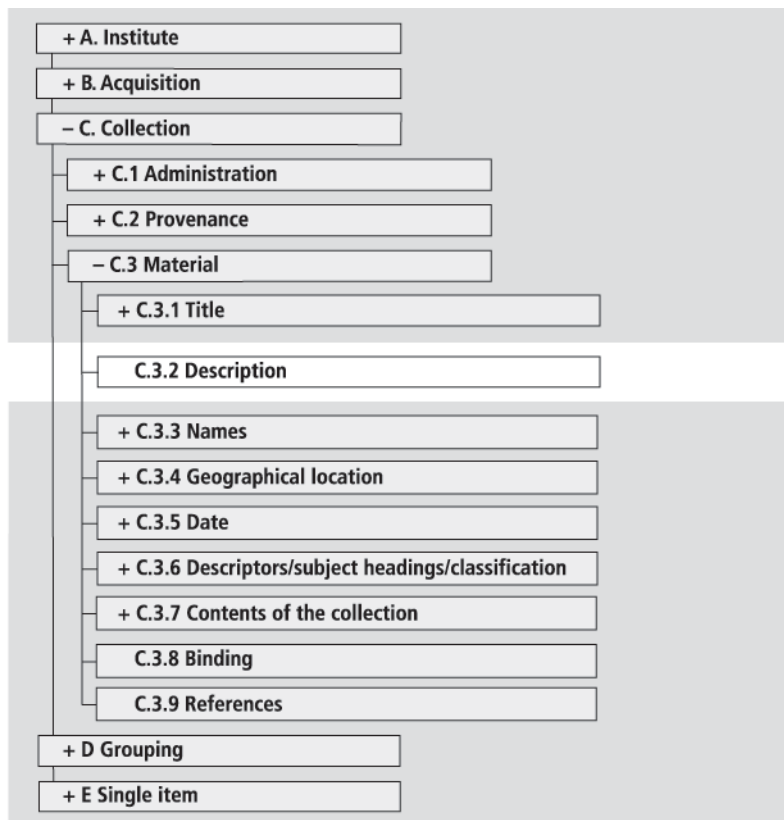 + A. Institute
+ B. Acquisition
– C. Collection
+ C.1 Administration
+ C.2 Provenance
– C.3 Material
+ C.3.1 Title
C.3.2 Description
+ C.3.3 Names
+ C.3.4 Geographical location
+ C.3.5 Date
+ C.3.6 Descriptors/subject headings/classification
+ C.3.7 Contents of the collection
C.3.8 Binding
C.3.9 References
+ D Grouping
+ E Single item